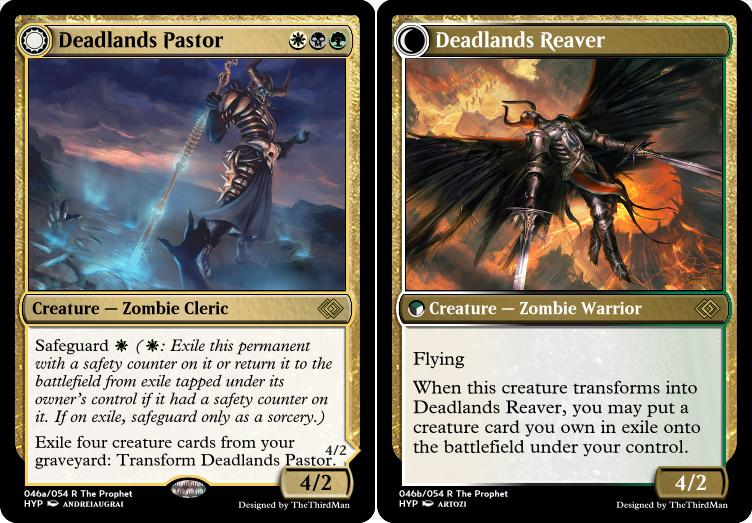 Deadlands Pastor
Creature — Zombie Cleric
Safeguard ( : Exile this permanent
with a safety counter on it or return it to the
battlefield from exile tapped under its
owner's control if it had a safety counter on
it. If on exile, safeguard only as a sorcery.)
Exile four creature cards from your
graveyard: Transform Deadlands Pastor.
4/2
4/2
046a/054 R The Prophet
HYP ANDREIAUGRAI
Designed by TheThirdMan
Deadlands Reaver
Creature — Zombie Warrior
Flying
When this creature transforms into
Deadlands Reaver, you may put a
creature card you own in exile onto
the battlefield under your control.
4/2
046b/054 R The Prophet
HYP ARTOZI
Designed by TheThirdMan